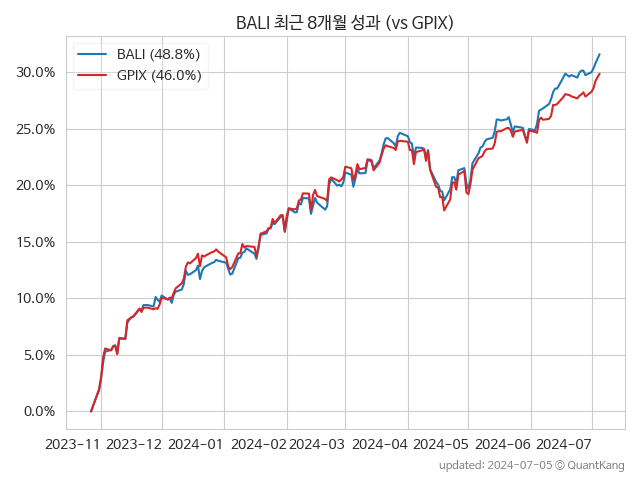 BALI 최근 8개월 성과 (vs GPIX)
BALI (48.8%)
GPIX (46.0%)
30.0%
25.0%
20.0%
15.0%
10.0%
5.0%
0.0%
2023-11 2023-12 2024-01 2024-02 2024-03 2024-04 2024-05 2024-06 2024-07
updated: 2024-07-05 © QuantKang